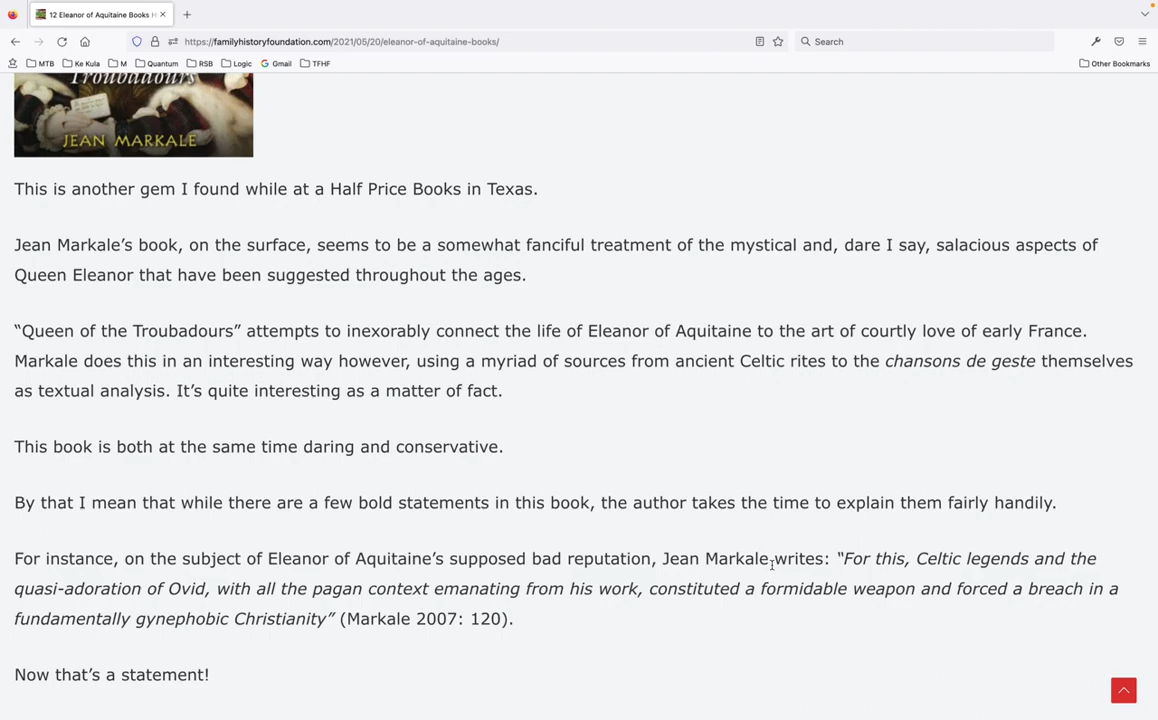 12 Eleanor of Aquitaine Books H
https://familyhistoryfoundation.com/2021/05/20/eleanor-of-aquitaine-books/
Search
MTB Ke Kula M Quantum RSB Logic Gmail TFHF Other Bookmarks
Troubadours
JEAN MARKALE
This is another gem I found while at a Half Price Books in Texas.
Jean Markale’s book, on the surface, seems to be a somewhat fanciful treatment of the mystical and, dare I say, salacious aspects of
Queen Eleanor that have been suggested throughout the ages.
“Queen of the Troubadours” attempts to inexorably connect the life of Eleanor of Aquitaine to the art of courtly love of early France.
Markale does this in an interesting way however, using a myriad of sources from ancient Celtic rites to the chansons de geste themselves
as textual analysis. It’s quite interesting as a matter of fact.
This book is both at the same time daring and conservative.
By that I mean that while there are a few bold statements in this book, the author takes the time to explain them fairly handily.
For instance, on the subject of Eleanor of Aquitaine’s supposed bad reputation, Jean Markale writes: “For this, Celtic legends and the
quasi-adoration of Ovid, with all the pagan context emanating from his work, constituted a formidable weapon and forced a breach in a
fundamentally gynephobic Christianity” (Markale 2007: 120).
Now that’s a statement!